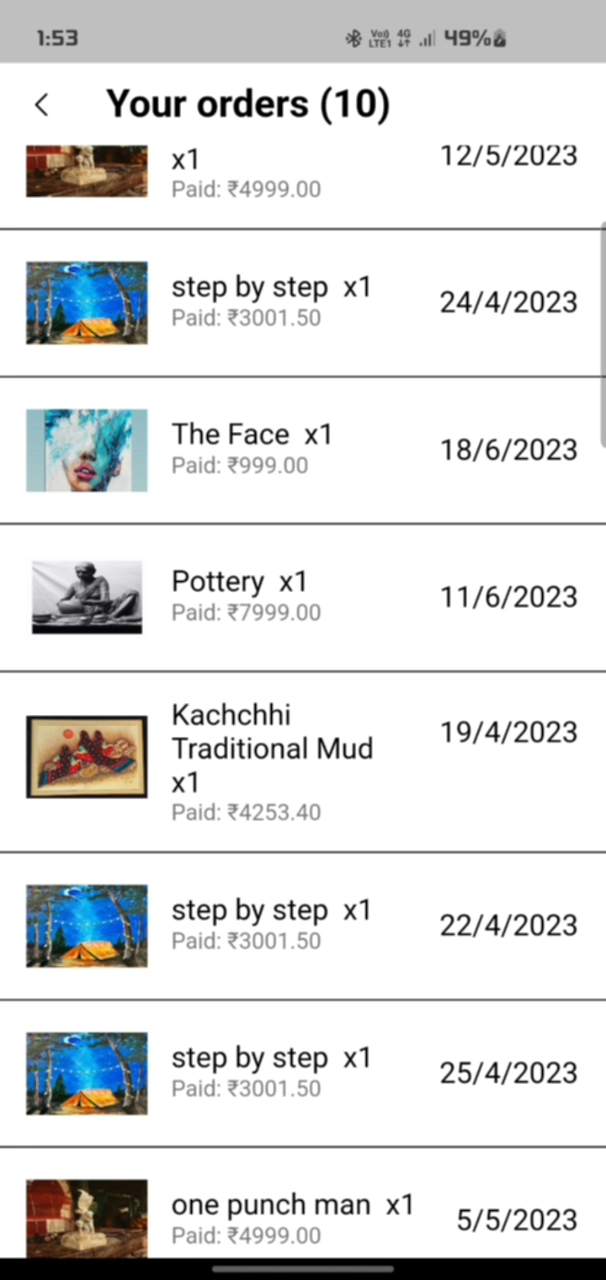 1:53
Vo)) LTE1 4G 49%
Your orders (10)
x1
12/5/2023
Paid: ₹4999.00
step by step x1
24/4/2023
Paid: ₹3001.50
The Face x1
18/6/2023
Paid: ₹999.00
Pottery x1
11/6/2023
Paid: ₹7999.00
Kachchhi
Traditional Mud
19/4/2023
x1
Paid: ₹4253.40
step by step x1
22/4/2023
Paid: ₹3001.50
step by step x1
25/4/2023
Paid: ₹3001.50
one punch man x1
5/5/2023
Paid: ₹4999.00